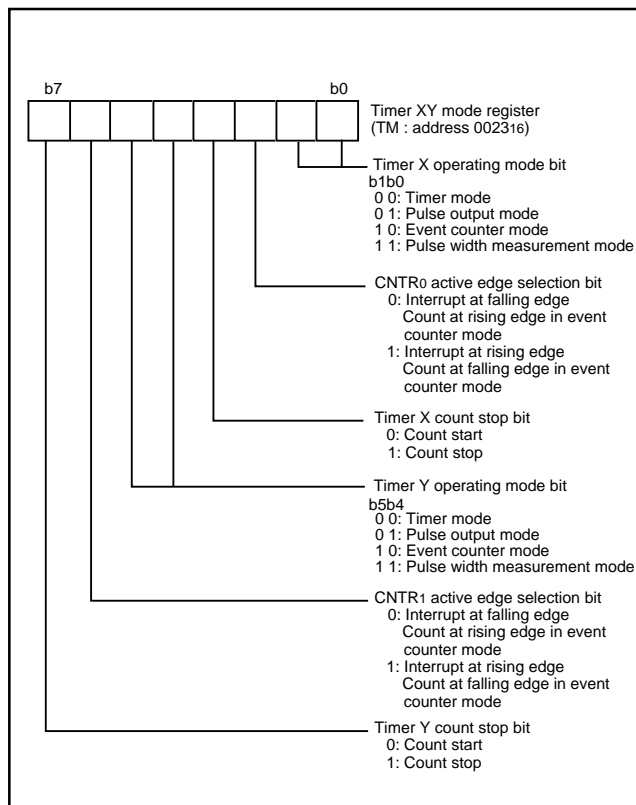 b7 b0
Timer XY mode register
(TM : address 002316)
Timer X operating mode bit
b1b0
0 0: Timer mode
0 1: Pulse output mode
1 0: Event counter mode
1 1: Pulse width measurement mode
CNTR0 active edge selection bit
0: Interrupt at falling edge
Count at rising edge in event
counter mode
1: Interrupt at rising edge
Count at falling edge in event
counter mode
Timer X count stop bit
0: Count start
1: Count stop
Timer Y operating mode bit
b5b4
0 0: Timer mode
0 1: Pulse output mode
1 0: Event counter mode
1 1: Pulse width measurement mode
CNTR1 active edge selection bit
0: Interrupt at falling edge
Count at rising edge in event
counter mode
1: Interrupt at rising edge
Count at falling edge in event
counter mode
Timer Y count stop bit
0: Count start
1: Count stop